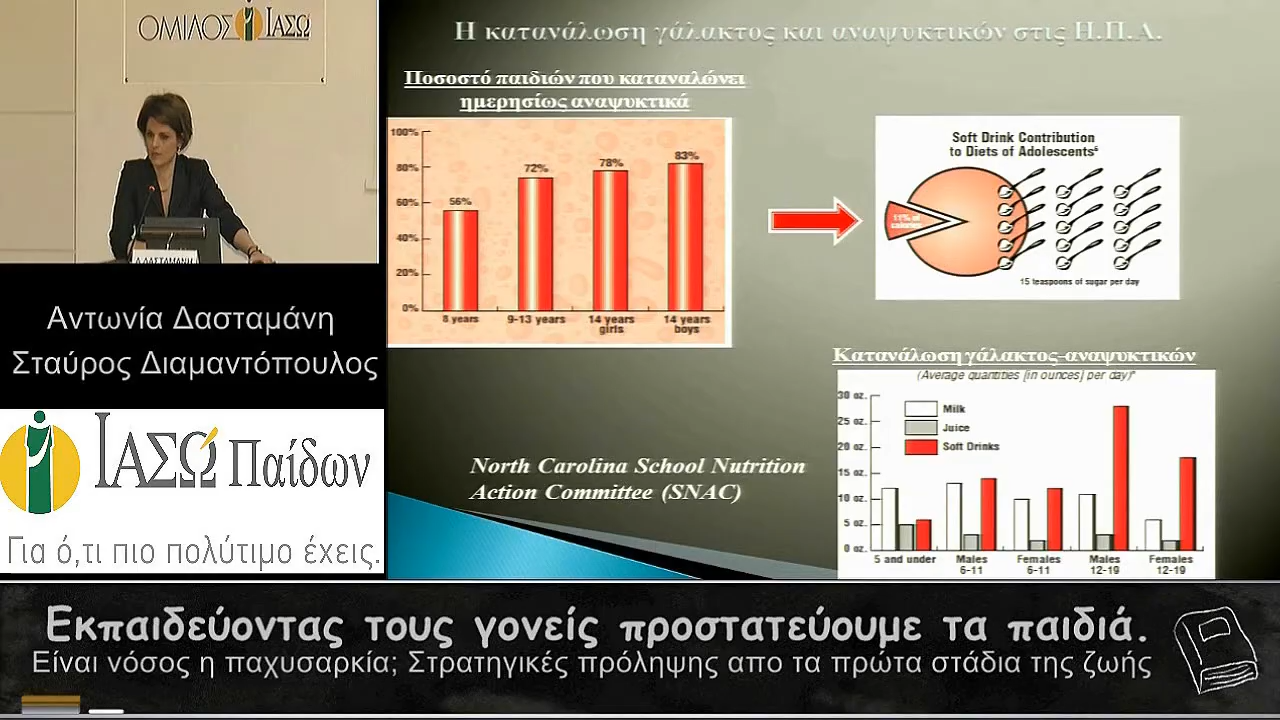 ΟΜΙΛΟΣ ΙΑΣΩ
Δ.ΔΑΣΤΑΜΑΝΗ
Αντωνία Δασταμάνη
Σταύρος Διαμαντόπουλος
ΙΑΣΩ Παίδων
Για ό,τι πιο πολύτιμο έχεις.
Η κατανάλωση γάλακτος και αναψυκτικών στις Η.Π.Α.
Ποσοστό παιδιών που καταναλώνει
ημερησίως αναψυκτικά
100%
80%
60%
40%
20%
0%
56%
72%
78%
83%
8 years
9-13 years
14 years
girls
14 years
boys
Soft Drink Contribution
to Diets of Adolescents⁶
11% of
calories
15 teaspoons of sugar per day
North Carolina School Nutrition
Action Committee (SNAC)
Κατανάλωση γάλακτος-αναψυκτικών
(Average quantities [in ounces] per day)
30 oz.
25 oz.
20 oz.
15 oz.
10 oz.
5 oz.
0 oz.
Milk
Juice
Soft Drinks
5 and under
Males
6-11
Females
6-11
Males
12-19
Females
12-19
Εκπαιδεύοντας τους γονείς προστατεύουμε τα παιδιά.
Είναι νόσος η παχυσαρκία; Στρατηγικές πρόληψης απο τα πρώτα στάδια της ζωής